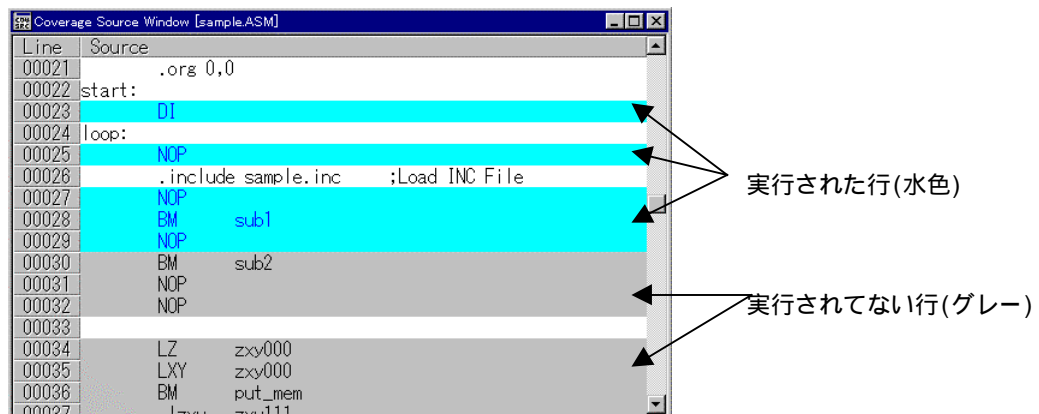 Coverage Source Window [sample.ASM]
Line Source
00021 .org 0,0
00022 start:
00023 DI
00024 loop:
00025 NOP
00026 .include sample.inc ;Load INC File
00027 NOP
00028 BM sub1
00029 NOP
00030 BM sub2
00031 NOP
00032 NOP
00033
00034 LZ zxy000
00035 LXY zxy000
00036 BM put_mem
00037 zxy111
実行された行(水色)
実行されてない行(グレー)